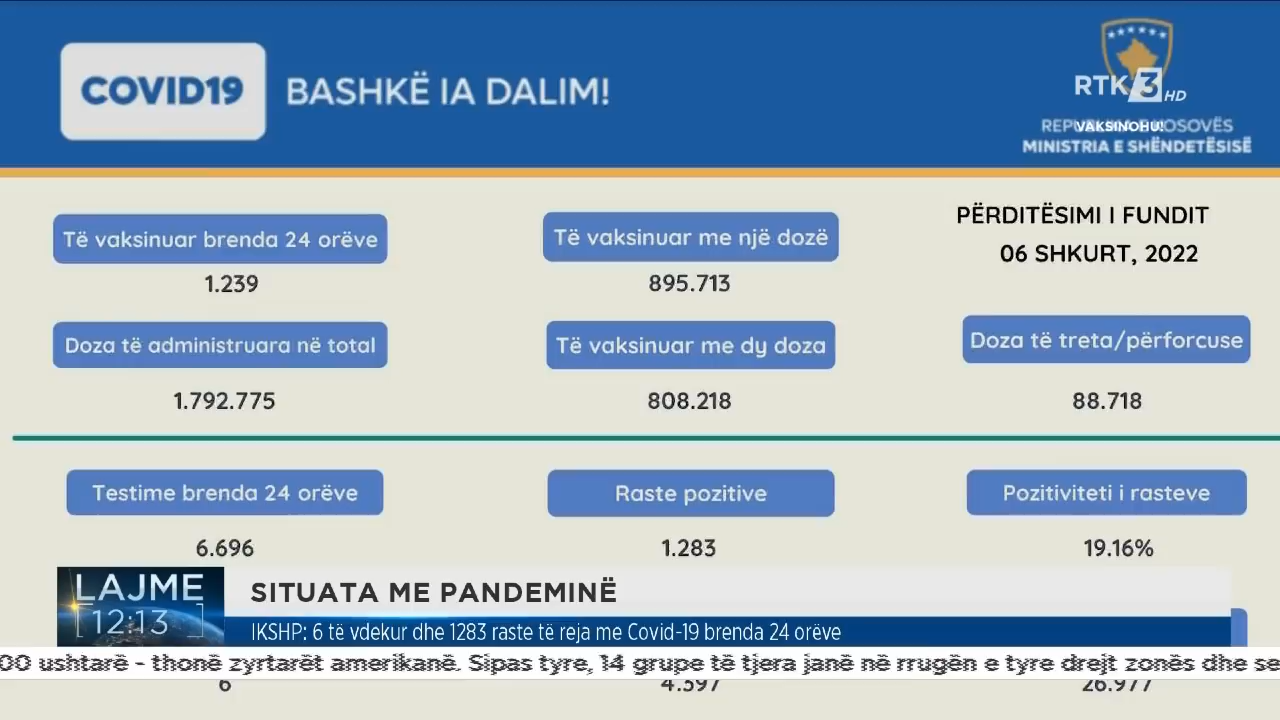 COVID19 BASHKË IA DALIM!
RTK 3 HD
VAKSINOHU!
MINISTRIA E SHËNDETËSISË
PËRDITËSIMI I FUNDIT
06 SHKURT, 2022
Të vaksinuar brenda 24 orëve
1.239
Të vaksinuar me një dozë
895.713
Doza të administruara në total
1.792.775
Të vaksinuar me dy doza
808.218
Doza të treta/përforcuse
88.718
Testime brenda 24 orëve
6.696
Raste pozitive
1.283
Pozitiviteti i rasteve
19.16%
LAJME
12:13
SITUATA ME PANDEMINË
IKSHP: 6 të vdekur dhe 1283 raste të reja me Covid-19 brenda 24 orëve
00 ushtarë - thonë zyrtarët amerikanë. Sipas tyre, 14 grupe të tjera janë në rrugën e tyre drejt zonës dhe se
6
4.597
26.977